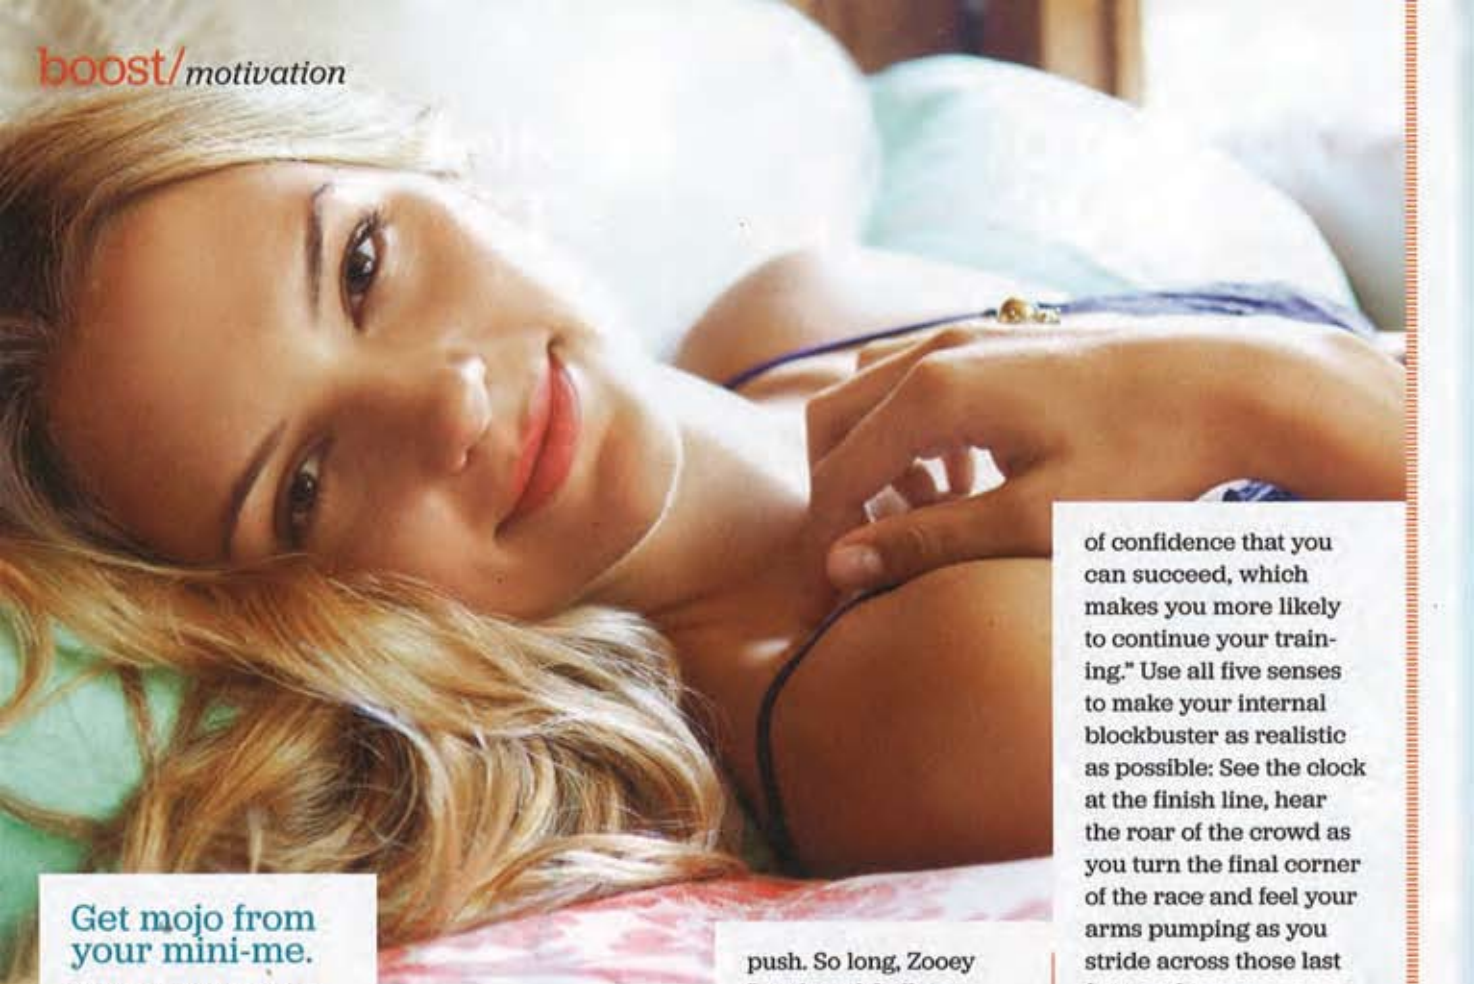 boost/motivation
Get mojo from
your mini-me.
push. So long, Zooey
of confidence that you
can succeed, which
makes you more likely
to continue your train-
ing.” Use all five senses
to make your internal
blockbuster as realistic
as possible: See the clock
at the finish line, hear
the roar of the crowd as
you turn the final corner
of the race and feel your
arms pumping as you
stride across those last